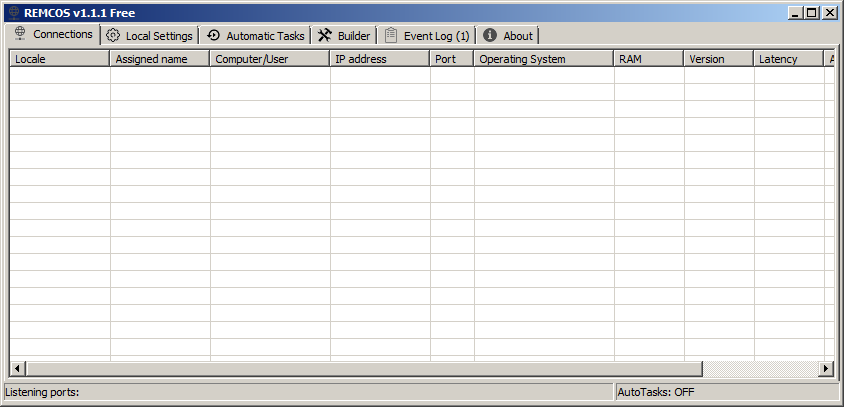 REMCOS v1.1.1 Free
Connections Local Settings Automatic Tasks Builder Event Log (1) About
Locale Assigned name Computer/User IP address Port Operating System RAM Version Latency A
Listening ports: AutoTasks: OFF